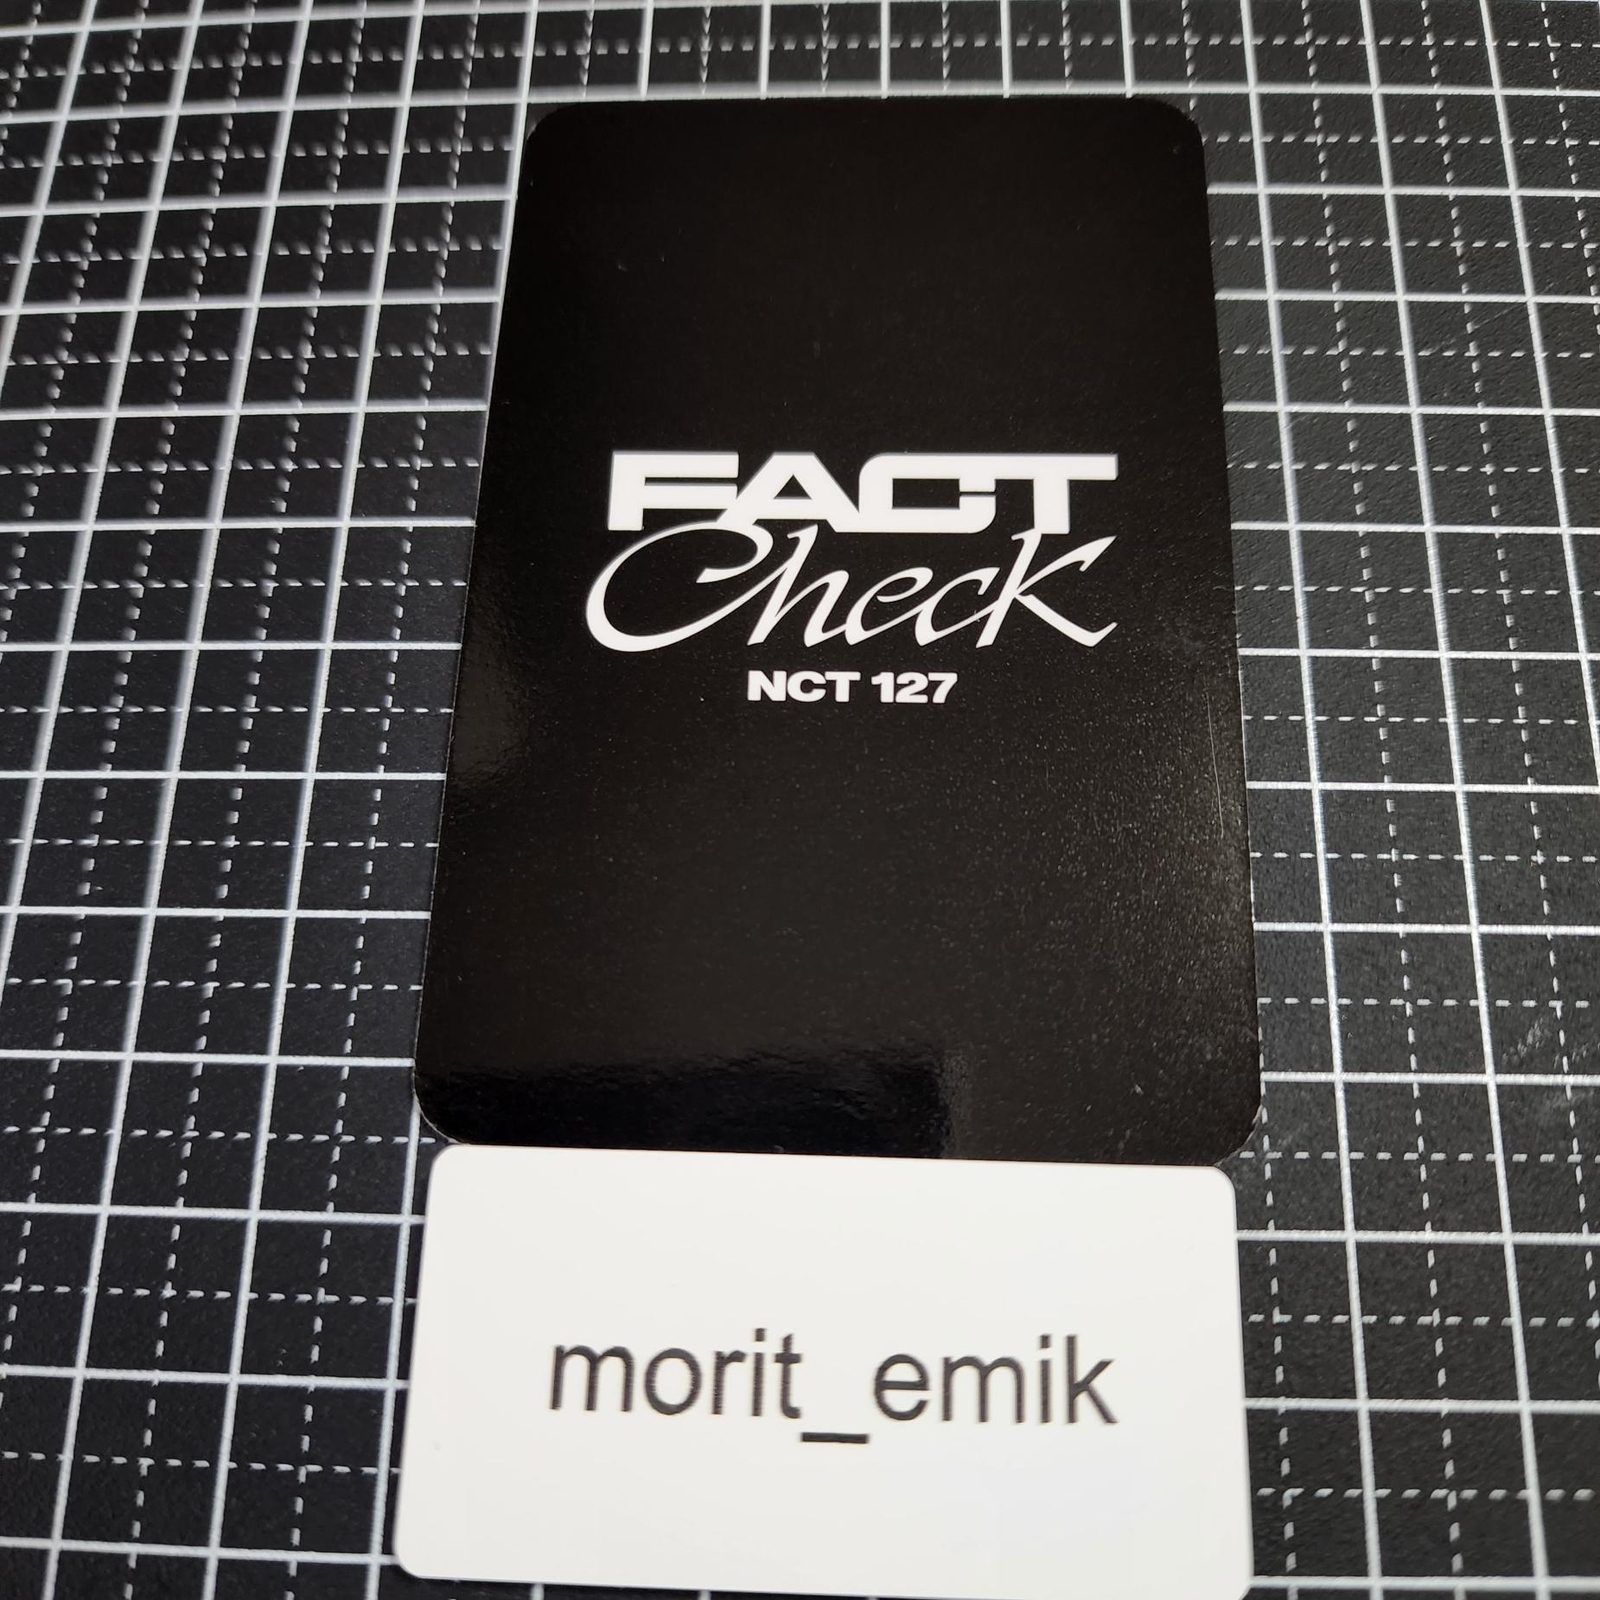 FACT
Check
NCT 127
morit_emik